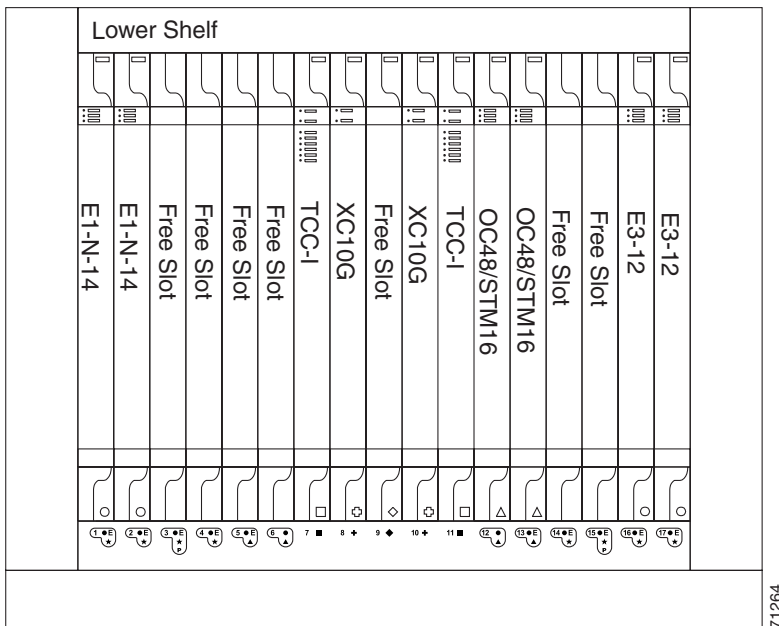 Lower Shelf
E1-N-14
E1-N-14
Free Slot
Free Slot
Free Slot
Free Slot
TCC-I
XC10G
Free Slot
XC10G
TCC-I
OC48/STM16
OC48/STM16
Free Slot
Free Slot
E3-12
E3-12
1 E
2 E
3 E P
4 E
5 E
6
7
8
9
10
11
12
13 E
14 E
15 E P
16 E
17 E
71264